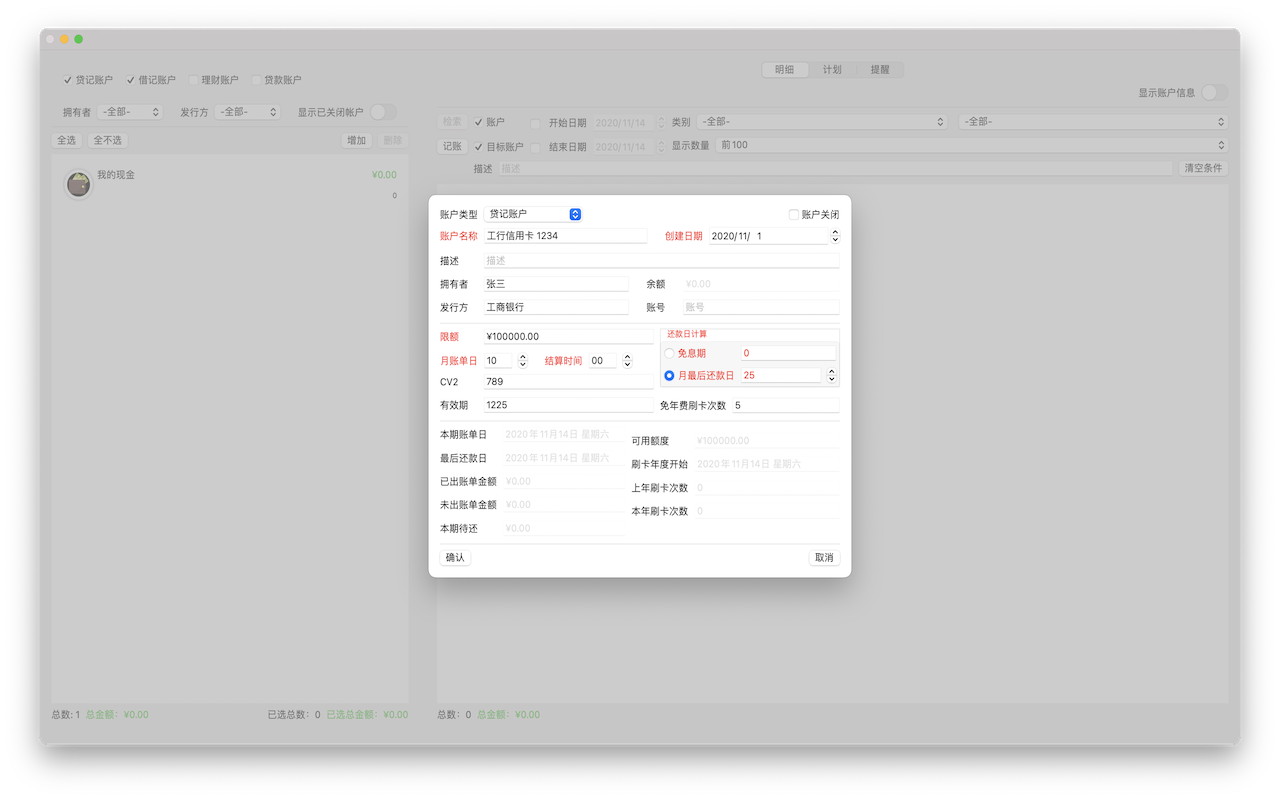 贷记账户 借记账户 理财账户 贷款账户
拥有者 -全部- 发行方 -全部- 显示已关闭帐户
全选 全不选 增加 删除
我的现金 ¥0.00
0
总数: 1 总金额: ¥0.00 已选总数: 0 已选总金额: ¥0.00
明细 计划 提醒
显示账户信息
检索 账户 开始日期 2020/11/14 类别 -全部- -全部-
记账 目标账户 结束日期 2020/11/14 显示数量 前100
描述 描述 清空条件
账户类型 贷记账户 账户关闭
账户名称 工行信用卡 1234 创建日期 2020/11/ 1
描述 描述
拥有者 张三 余额 ¥0.00
发行方 工商银行 账号 账号
限额 ¥100000.00 还款日计算
月账单日 10 结算时间 00 免息期 0
CV2 789 月最后还款日 25
有效期 1225 免年费刷卡次数 5
本期账单日 2020年11月14日 星期六 可用额度 ¥100000.00
最后还款日 2020年11月14日 星期六 刷卡年度开始 2020年11月14日 星期六
已出账单金额 ¥0.00 上年刷卡次数 0
未出账单金额 ¥0.00 本年刷卡次数 0
本期待还 ¥0.00
确认 取消
总数: 0 总金额: ¥0.00